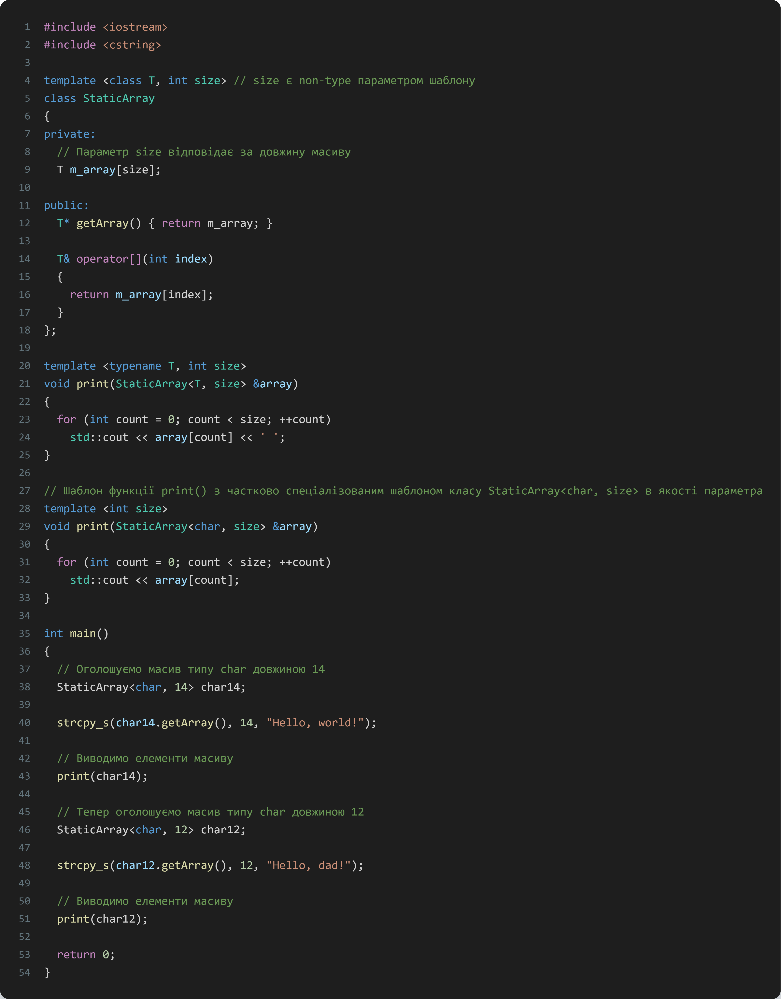 1 #include <iostream>
2 #include <cstring>
3
4 template <class T, int size> // size є non-type параметром шаблону
5 class StaticArray
6 {
7 private:
8   // Параметр size відповідає за довжину масиву
9   T m_array[size];
10
11 public:
12   T* getArray() { return m_array; }
13
14   T& operator[](int index)
15   {
16     return m_array[index];
17   }
18 };
19
20 template <typename T, int size>
21 void print(StaticArray<T, size> &array)
22 {
23   for (int count = 0; count < size; ++count)
24     std::cout << array[count] << ' ';
25 }
26
27 // Шаблон функції print() з частково спеціалізованим шаблоном класу StaticArray<char, size> в якості параметра
28 template <int size>
29 void print(StaticArray<char, size> &array)
30 {
31   for (int count = 0; count < size; ++count)
32     std::cout << array[count];
33 }
34
35 int main()
36 {
37   // Оголошуємо масив типу char довжиною 14
38   StaticArray<char, 14> char14;
39
40   strcpy_s(char14.getArray(), 14, "Hello, world!");
41
42   // Виводимо елементи масиву
43   print(char14);
44
45   // Тепер оголошуємо масив типу char довжиною 12
46   StaticArray<char, 12> char12;
47
48   strcpy_s(char12.getArray(), 12, "Hello, dad!");
49
50   // Виводимо елементи масиву
51   print(char12);
52
53   return 0;
54 }